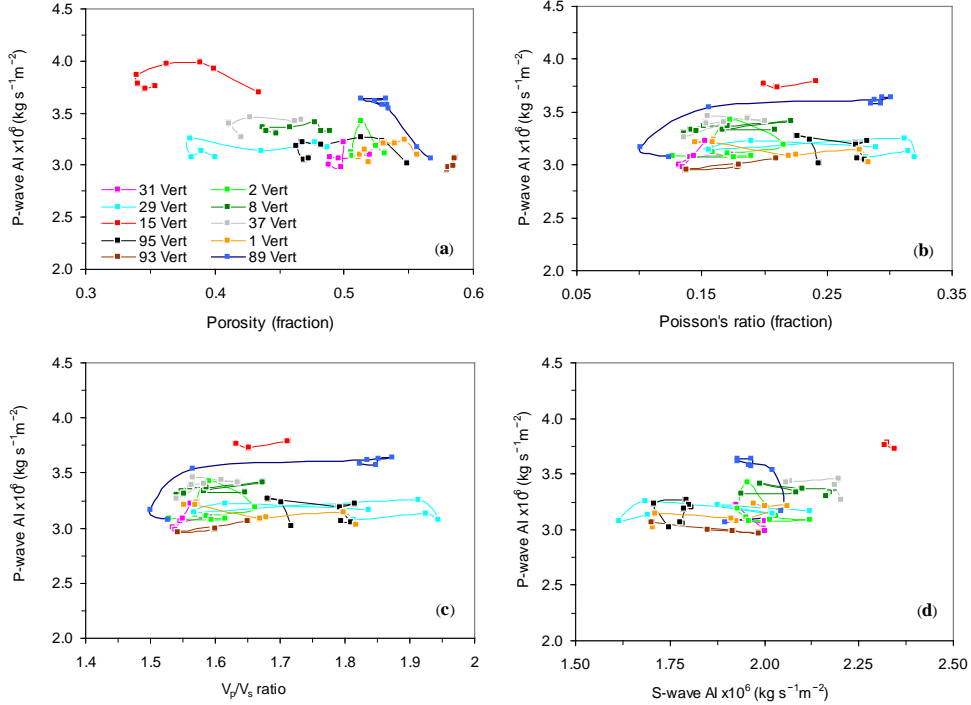 4.5
4.0
3.5
3.0
2.5
2.0
P-wave AI x10⁶ (kg s⁻¹m⁻²)
31 Vert 2 Vert
29 Vert 8 Vert
15 Vert 37 Vert
95 Vert 1 Vert
93 Vert 89 Vert
(a)
0.3 0.4 0.5 0.6
Porosity (fraction)
4.5
4.0
3.5
3.0
2.5
2.0
P-wave AI x10⁶ (kg s⁻¹m⁻²)
(b)
0.05 0.15 0.25 0.35
Poisson's ratio (fraction)
4.5
4.0
3.5
3.0
2.5
2.0
P-wave AI x10⁶ (kg s⁻¹m⁻²)
(c)
1.4 1.5 1.6 1.7 1.8 1.9 2
Vₚ/Vₛ ratio
4.5
4.0
3.5
3.0
2.5
2.0
P-wave AI x10⁶ (kg s⁻¹m⁻²)
(d)
1.50 1.75 2.00 2.25 2.50
S-wave AI x10⁶ (kg s⁻¹m⁻²)